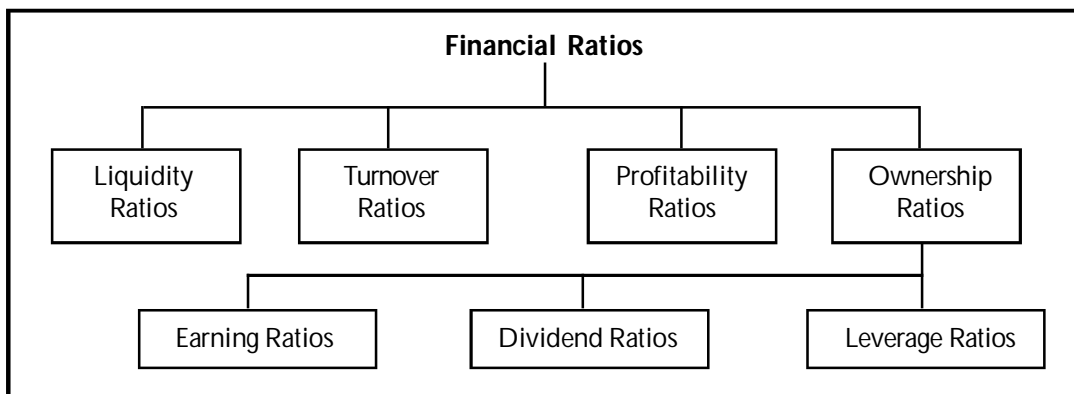 Financial Ratios
Liquidity
Ratios
Turnover
Ratios
Profitability
Ratios
Ownership
Ratios
Earning Ratios
Dividend Ratios
Leverage Ratios